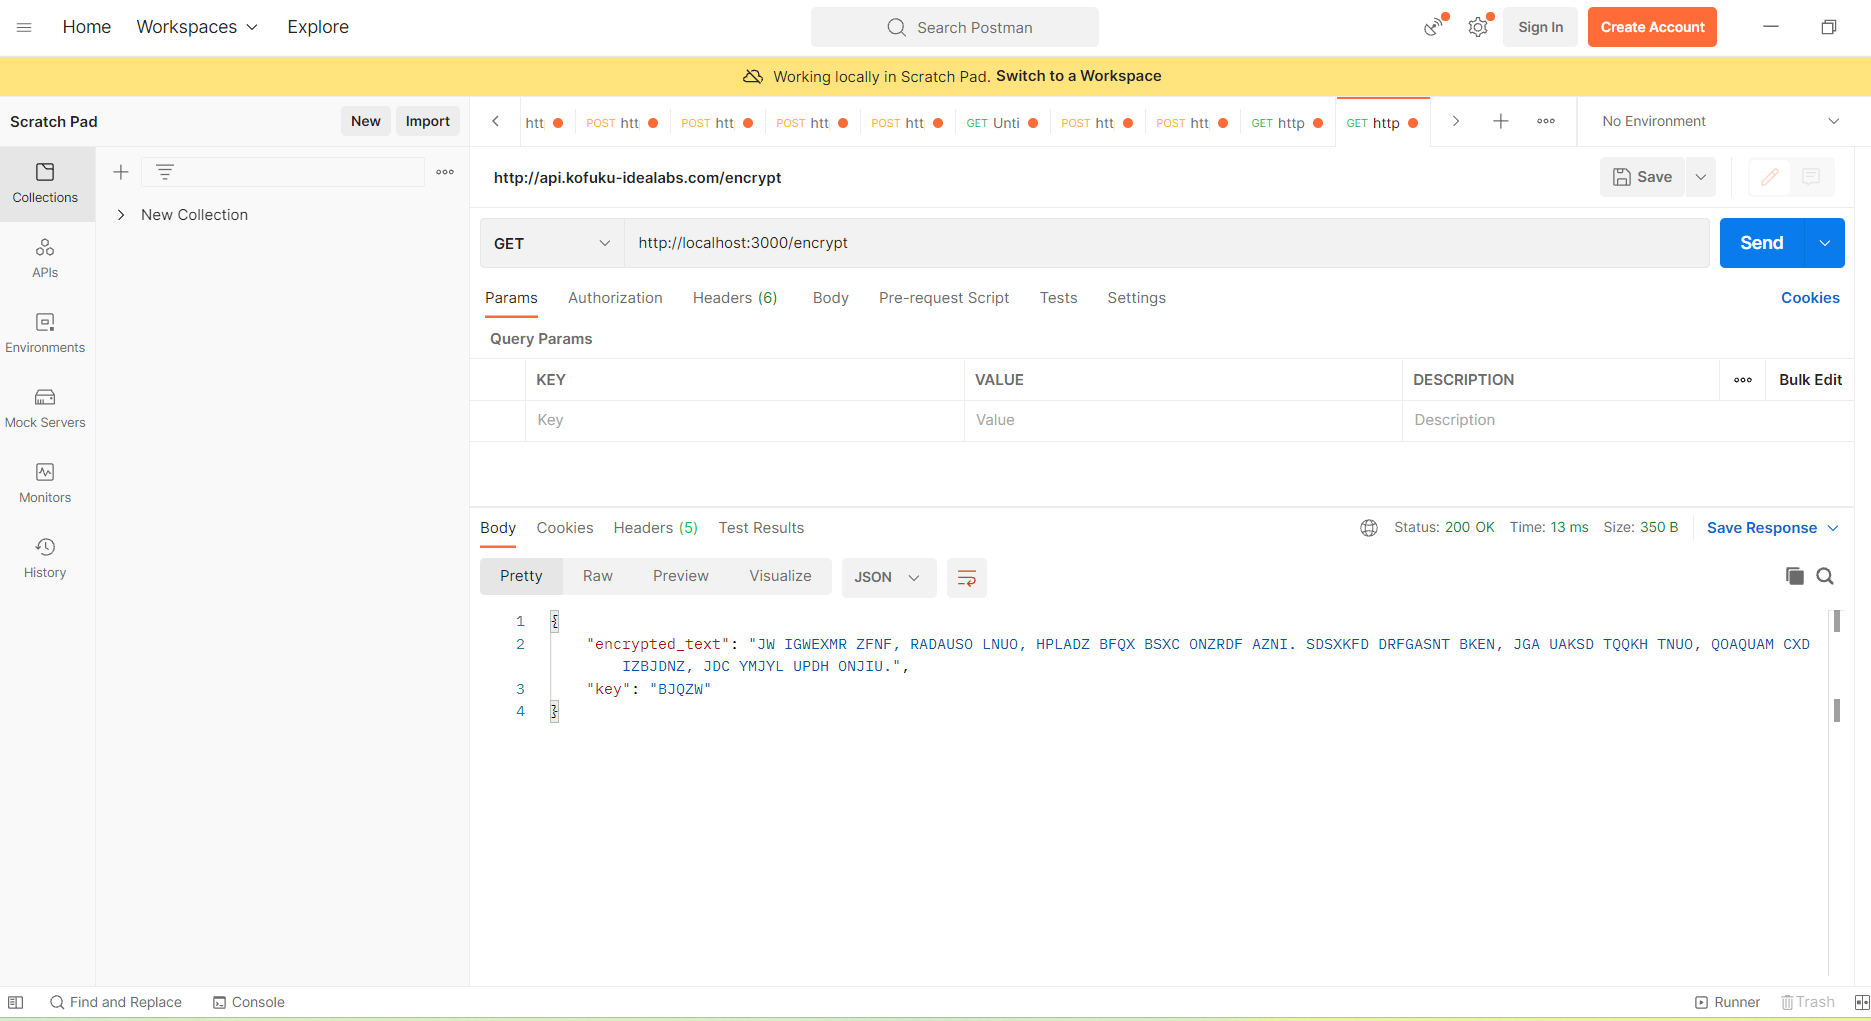 Home Workspaces Explore Search Postman Sign In Create Account
Working locally in Scratch Pad. Switch to a Workspace
Scratch Pad New Import
htt POST htt POST htt POST htt POST htt GET Unti POST htt POST htt GET http GET http No Environment
Collections
APIs
Environments
Mock Servers
Monitors
History
New Collection
http://api.kofuku-idealabs.com/encrypt Save
GET http://localhost:3000/encrypt Send
Params Authorization Headers (6) Body Pre-request Script Tests Settings Cookies
Query Params
KEY VALUE DESCRIPTION Bulk Edit
Key Value Description
Body Cookies Headers (5) Test Results Status: 200 OK Time: 13 ms Size: 350 B Save Response
Pretty Raw Preview Visualize JSON
1 {
2 "encrypted_text": "JW IGWEXMR ZFNF, RADAUSO LNUO, HPLADZ BFQX BSXC ONZRDF AZNI. SDSXKFD DRFGASNT BKEN, JGA UAKSD TQQKH TNUO, QOAQUAM CXD
IZBJDNZ, JDC YMJYL UPDH ONJIU.",
3 "key": "BJQZW"
4 }
Find and Replace Console Runner Trash